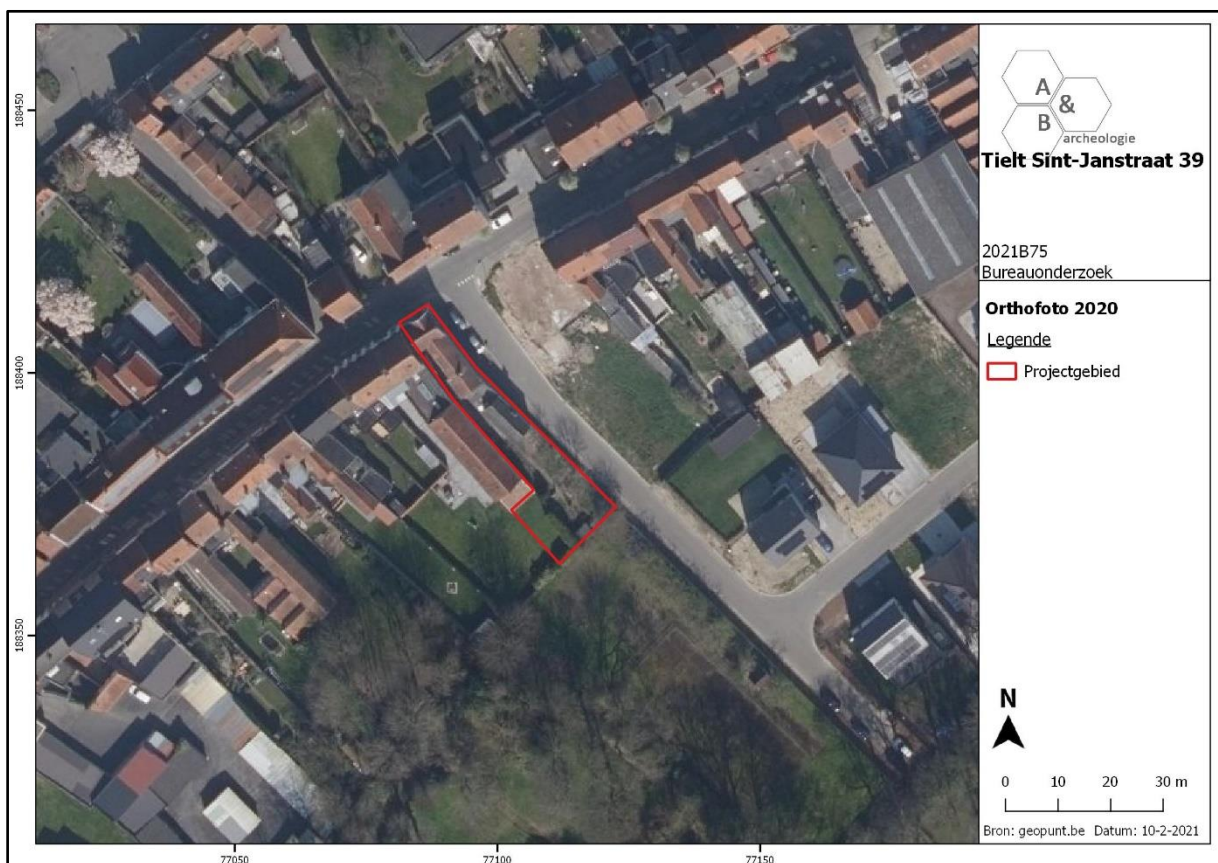 A
&
B
archeologie
Tielt Sint-Janstraat 39
2021B75
Bureauonderzoek
Orthofoto 2020
Legende
Projectgebied
N
0 10 20 30 m
Bron: geopunt.be Datum: 10-2-2021
188450
188400
188350
77050 77100 77150